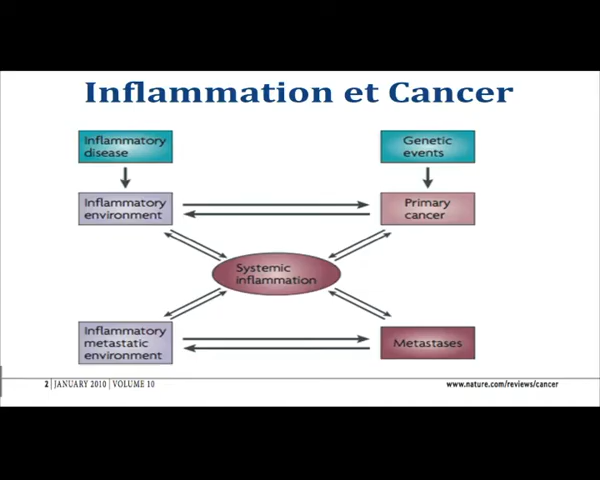 Inflammation et Cancer
Inflammatory
disease
Genetic
events
Inflammatory
environment
Primary
cancer
Systemic
inflammation
Inflammatory
metastatic
environment
Metastases
2 | JANUARY 2010 | VOLUME 10
www.nature.com/reviews/cancer